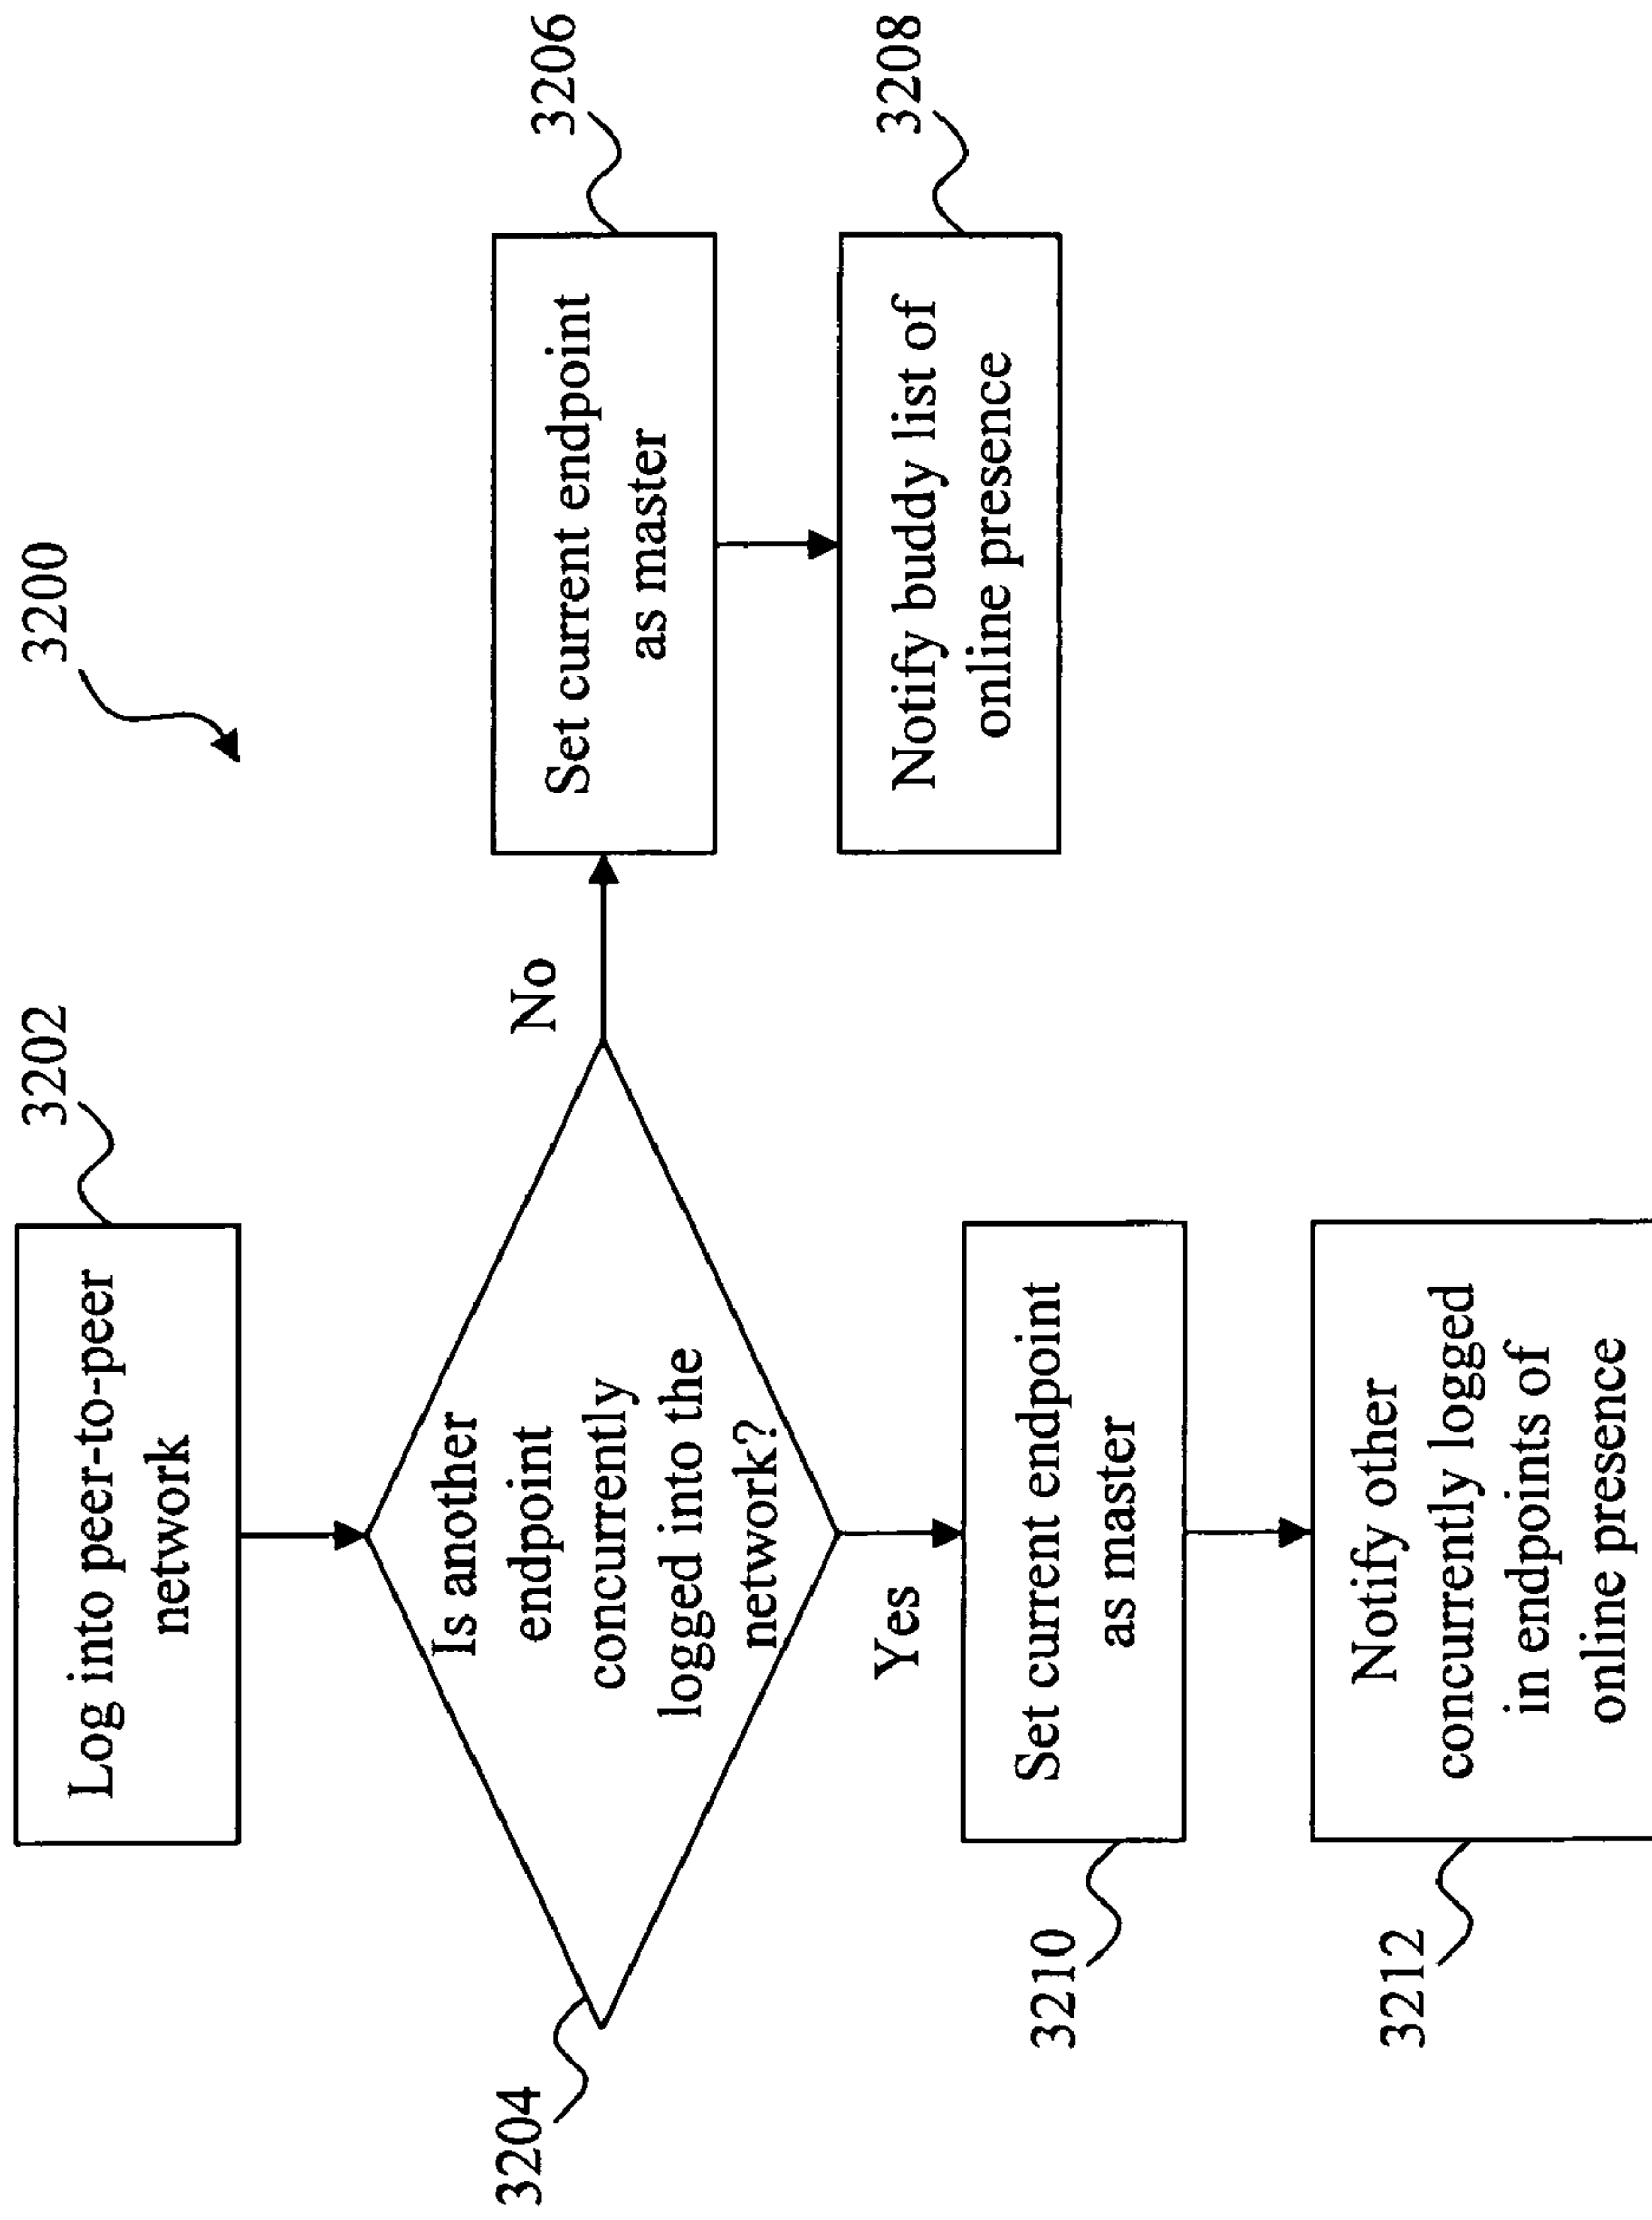 3200
3202
Log into peer-to-peer
network
3204
Is another
endpoint
concurrently
logged into the
network?
No
3206
Set current endpoint
as master
3208
Notify buddy list of
online presence
Yes
3210
Set current endpoint
as master
3212
Notify other
concurrently logged
in endpoints of
online presence